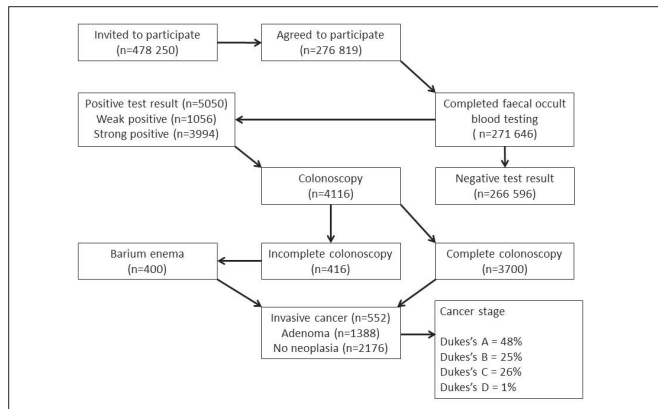 Invited to participate
(n=478 250)
Agreed to participate
(n=276 819)
Positive test result (n=5050)
Weak positive (n=1056)
Strong positive (n=3994)
Completed faecal occult
blood testing
( n=271 646)
Colonoscopy
(n=4116)
Negative test result
(n=266 596)
Barium enema
(n=400)
Incomplete colonoscopy
(n=416)
Complete colonoscopy
(n=3700)
Invasive cancer (n=552)
Adenoma (n=1388)
No neoplasia (n=2176)
Cancer stage
Dukes's A = 48%
Dukes's B = 25%
Dukes's C = 26%
Dukes's D = 1%